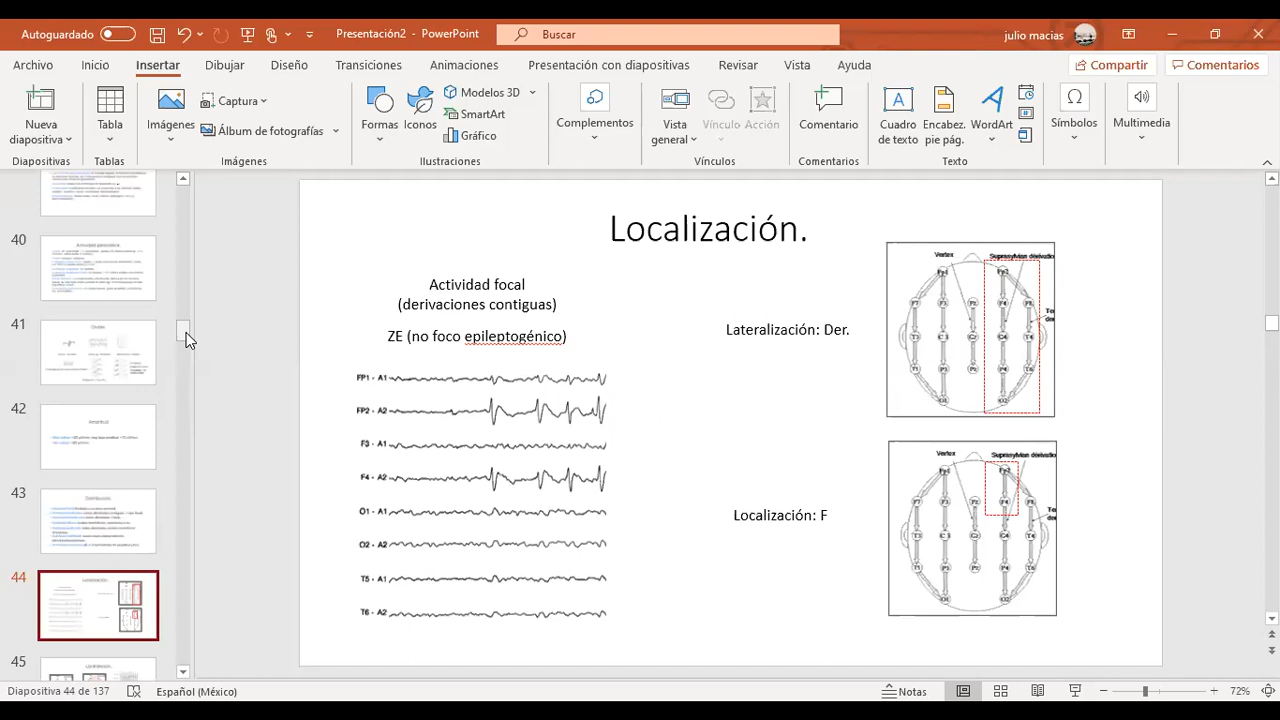 Autoguardado
Presentación2 - PowerPoint
Buscar
julio macias
Archivo
Inicio
Insertar
Dibujar
Diseño
Transiciones
Animaciones
Presentación con diapositivas
Revisar
Vista
Ayuda
Compartir
Comentarios
Nueva
diapositiva
Diapositivas
Tabla
Tablas
Imágenes
Captura
Álbum de fotografías
Imágenes
Formas
Iconos
Modelos 3D
SmartArt
Gráfico
Ilustraciones
Complementos
Vista
general
Vínculo
Acción
Vínculos
Comentario
Comentarios
Cuadro
de texto
Encabez.
pie pág.
WordArt
Texto
Símbolos
Multimedia
40
41
42
Amplitud
43
Distribución
44
45
Localización.
Actividad focal
(derivaciones contiguas)
ZE (no foco epileptogénico)
FP1 - A1
FP2 - A2
F3 - A1
F4 - A2
O1 - A1
O2 - A2
T5 - A1
T6 - A2
Lateralización: Der.
Vertex
Vertex
Diapositiva 44 de 137
Español (México)
Notas
72%